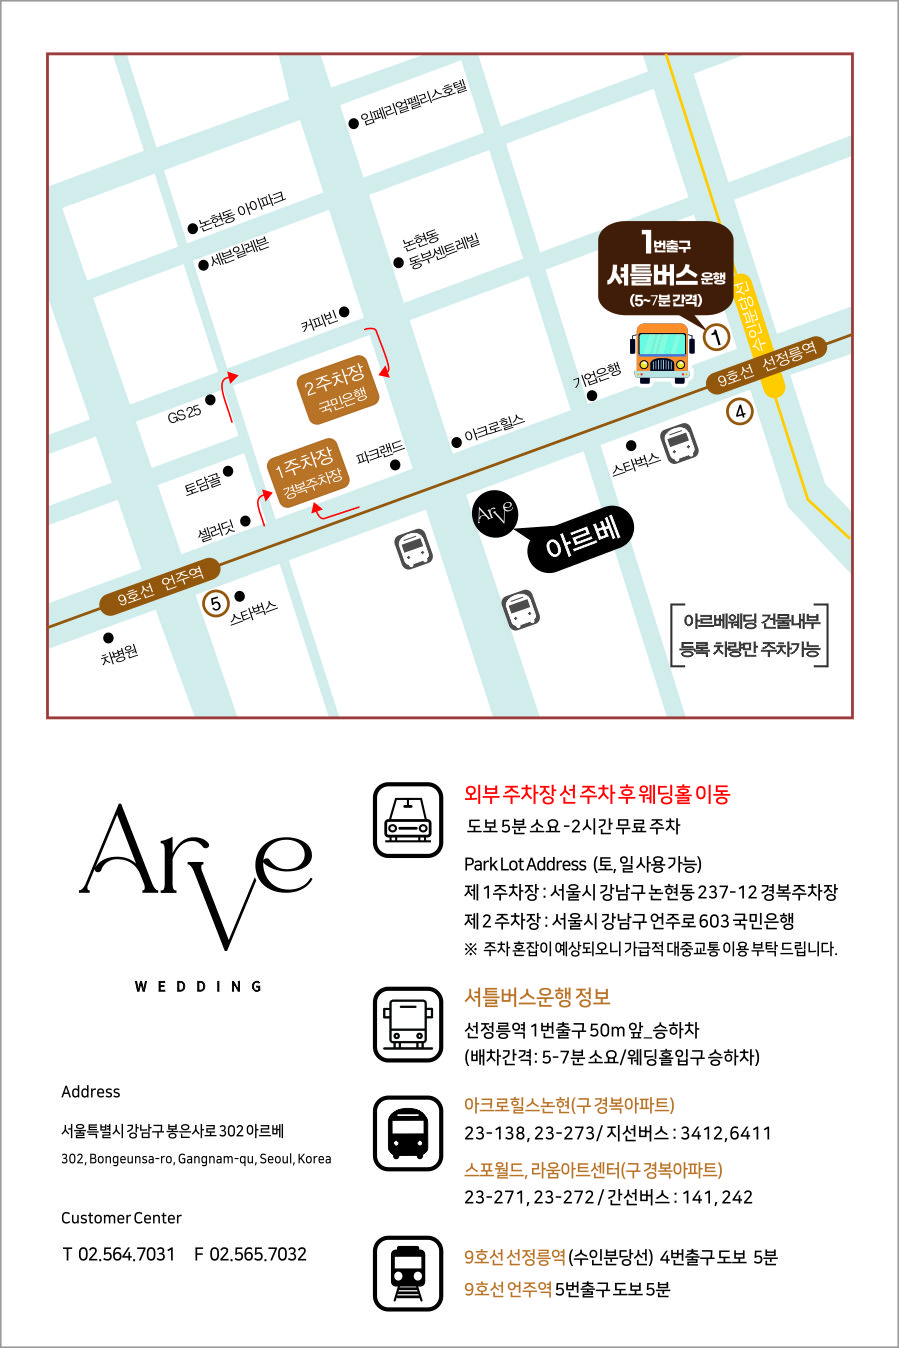 임페리얼펠리스호텔
논현동 아이파크
세븐일레븐
논현동
동부센트레빌
1번출구
셔틀버스 운행
(5~7분 간격)
수인분당선
1
커피빈
2주차장
국민은행
기업은행
9호선 선정릉역
4
GS25
아크로힐스
파크랜드
1주차장
경복주차장
스타벅스
토담골
셀러딧
Arve
아르베
9호선 언주역
5
스타벅스
차병원
아르베웨딩 건물내부
등록 차량만 주차가능
Arve
WEDDING
Address
서울특별시 강남구 봉은사로 302 아르베
302, Bongeunsa-ro, Gangnam-qu, Seoul, Korea
Customer Center
T 02.564.7031 F 02.565.7032
외부 주차장 선 주차 후 웨딩홀 이동
도보 5분 소요 - 2시간 무료 주차
Park Lot Address (토, 일 사용 가능)
제 1주차장 : 서울시 강남구 논현동 237-12 경복주차장
제 2 주차장 : 서울시 강남구 언주로 603 국민은행
※ 주차 혼잡이 예상되오니 가급적 대중교통 이용 부탁 드립니다.
셔틀버스운행 정보
선정릉역 1번출구 50m 앞_승하차
(배차간격 : 5-7분 소요/웨딩홀입구 승하차)
아크로힐스논현(구 경복아파트)
23-138, 23-273/ 지선버스 : 3412,6411
스포월드, 라움아트센터(구 경복아파트)
23-271, 23-272 / 간선버스 : 141, 242
9호선 선정릉역 (수인분당선) 4번출구 도보 5분
9호선 언주역 5번출구 도보 5분